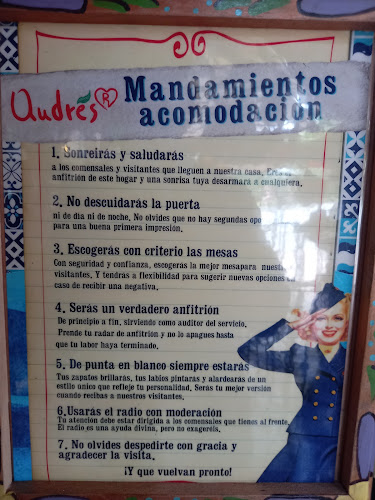 Andrés
R
Mandamientos
acomodación
1. Sonreirás y saludarás
a los comensales y visitantes que lleguen a nuestra casa. Eres el
anfitrión de este hogar y una sonrisa tuya desarmará a cualquiera.
2. No descuidarás la puerta
ni de día ni de noche. No olvides que no hay segundas
para una buena primera impresión.
3. Escogerás con criterio las mesas
Con seguridad y confianza, escogerás la mejor mesapara
visitantes. Y tendrás a flexibilidad para sugerir nuevas opciones en
caso de recibir una negativa.
4. Serás un verdadero anfitrión
De principio a fin, sirviendo como auditor del servicio.
Prende tu radar de anfitrión y no lo apagues hasta
que tu labor haya terminado.
5. De punta en blanco siempre estarás
Tus zapatos brillarás, tus labios pintarás y alardearás de un
estilo único que refleje tu personalidad. Serás tu mejor versión
cuando recibas a nuestros visitantes.
6.Usarás el radio con moderación
Tu atención debe estar dirigida a los comensales que tienes al frente.
El radio es una ayuda divina, pero no exageres.
7. No olvides despedirte con gracia y
agradecer la visita.
¡Y que vuelvan pronto!